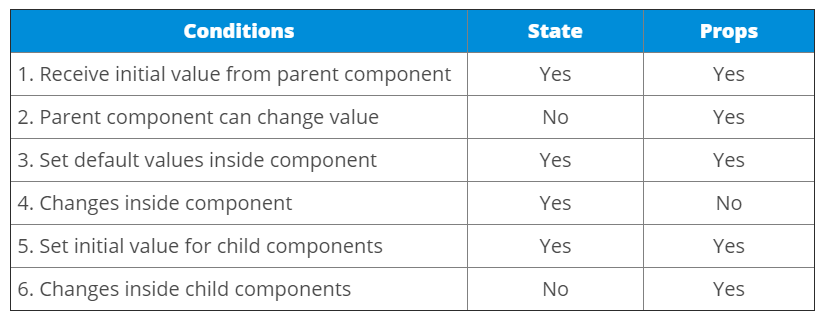 Conditions State Props
1. Receive initial value from parent component Yes Yes
2. Parent component can change value No Yes
3. Set default values inside component Yes Yes
4. Changes inside component Yes No
5. Set initial value for child components Yes Yes
6. Changes inside child components No Yes